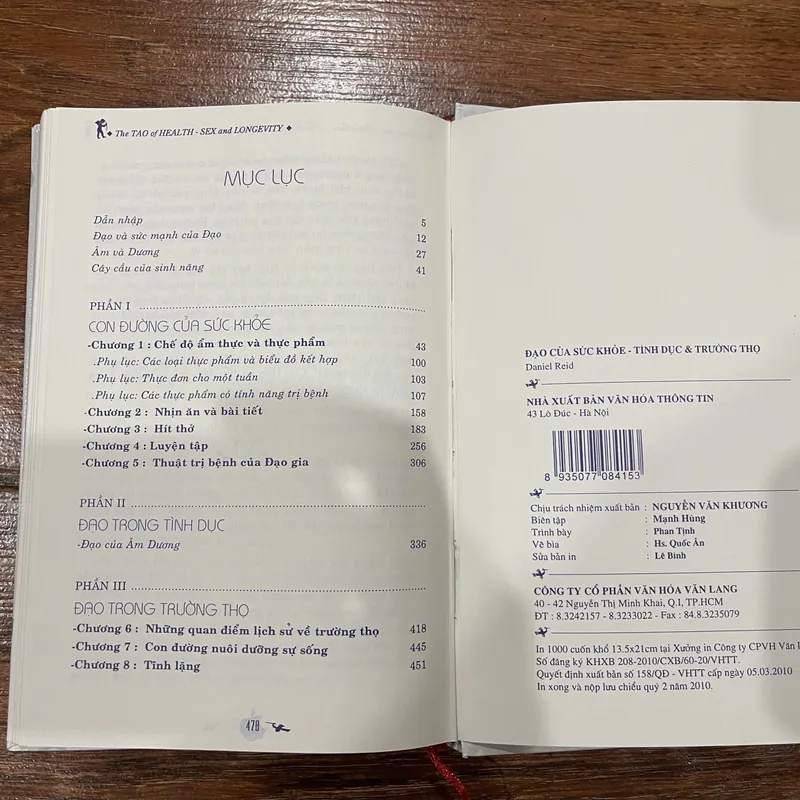 The TAO of HEALTH - SEX and LONGEVITY
MỤC LỤC
Dẫn nhập 5
Đạo và sức mạnh của Đạo 12
Âm và Dương 27
Cây cầu của sinh năng 41
PHẦN I
CON ĐƯỜNG CỦA SỨC KHỎE
-Chương 1 : Chế độ ẩm thực và thực phẩm 43
.Phụ lục: Các loại thực phẩm và biểu đồ kết hợp 100
.Phụ lục: Thực đơn cho một tuần 103
.Phụ lục: Các thực phẩm có tính năng trị bệnh 107
-Chương 2 : Nhịn ăn và bài tiết 158
-Chương 3 : Hít thở 183
-Chương 4 : Luyện tập 256
-Chương 5 : Thuật trị bệnh của Đạo gia 306
PHẦN II
ĐẠO TRONG TÌNH DỤC
-Đạo của Âm Dương 336
PHẦN III
ĐẠO TRONG TRƯỜNG THỌ
-Chương 6 : Những quan điểm lịch sử về trường thọ 418
-Chương 7 : Con đường nuôi dưỡng sự sống 445
-Chương 8 : Tĩnh lặng 451
478
ĐẠO CỦA SỨC KHỎE - TÌNH DỤC & TRƯỜNG THỌ
Daniel Reid
NHÀ XUẤT BẢN VĂN HÓA THÔNG TIN
43 Lò Đúc - Hà Nội
8 935077 084153
Chịu trách nhiệm xuất bản : NGUYỄN VĂN KHƯƠNG
Biên tập : Mạnh Hùng
Trình bày : Phan Tịnh
Vẽ bìa : Hs. Quốc Ân
Sửa bản in : Lê Bình
CÔNG TY CỔ PHẦN VĂN HÓA VĂN LANG
40 - 42 Nguyễn Thị Minh Khai, Q.I, TP.HCM
ĐT : 8.3242157 - 8.3233022 - Fax : 84.8.3235079
In 1000 cuốn khổ 13.5x21cm tại Xưởng in Công ty CPVH Văn
Số đăng ký KHXB 208-2010/CXB/60-20/VHTT.
Quyết định xuất bản số 158/QĐ - VHTT cấp ngày 05.03.2010
In xong và nộp lưu chiểu quý 2 năm 2010.